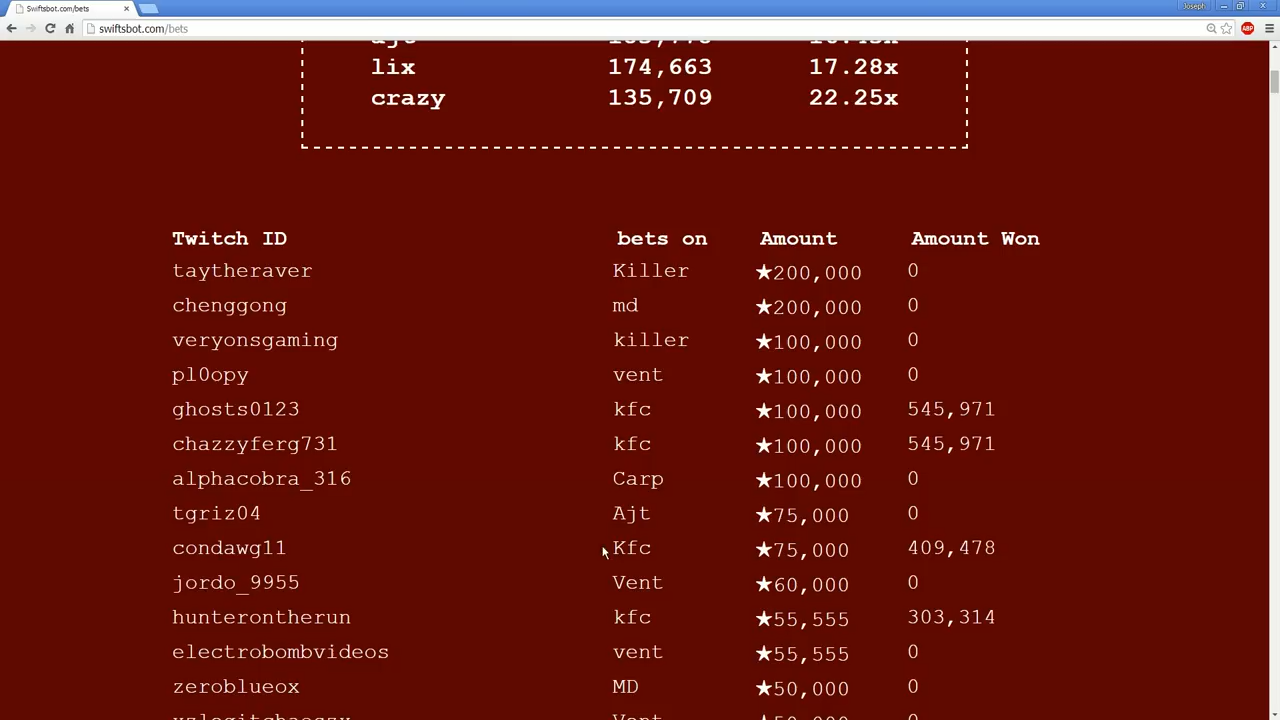 Swiftsbot.com/bets
Joseph
swiftsbot.com/bets
ABP
lix 174,663 17.28x
crazy 135,709 22.25x
Twitch ID bets on Amount Amount Won
taytheraver Killer ★200,000 0
chenggong md ★200,000 0
veryonsgaming killer ★100,000 0
pl0opy vent ★100,000 0
ghosts0123 kfc ★100,000 545,971
chazzyferg731 kfc ★100,000 545,971
alphacobra_316 Carp ★100,000 0
tgriz04 Ajt ★75,000 0
condawg11 Kfc ★75,000 409,478
jordo_9955 Vent ★60,000 0
hunterontherun kfc ★55,555 303,314
electrobombvideos vent ★55,555 0
zeroblueox MD ★50,000 0